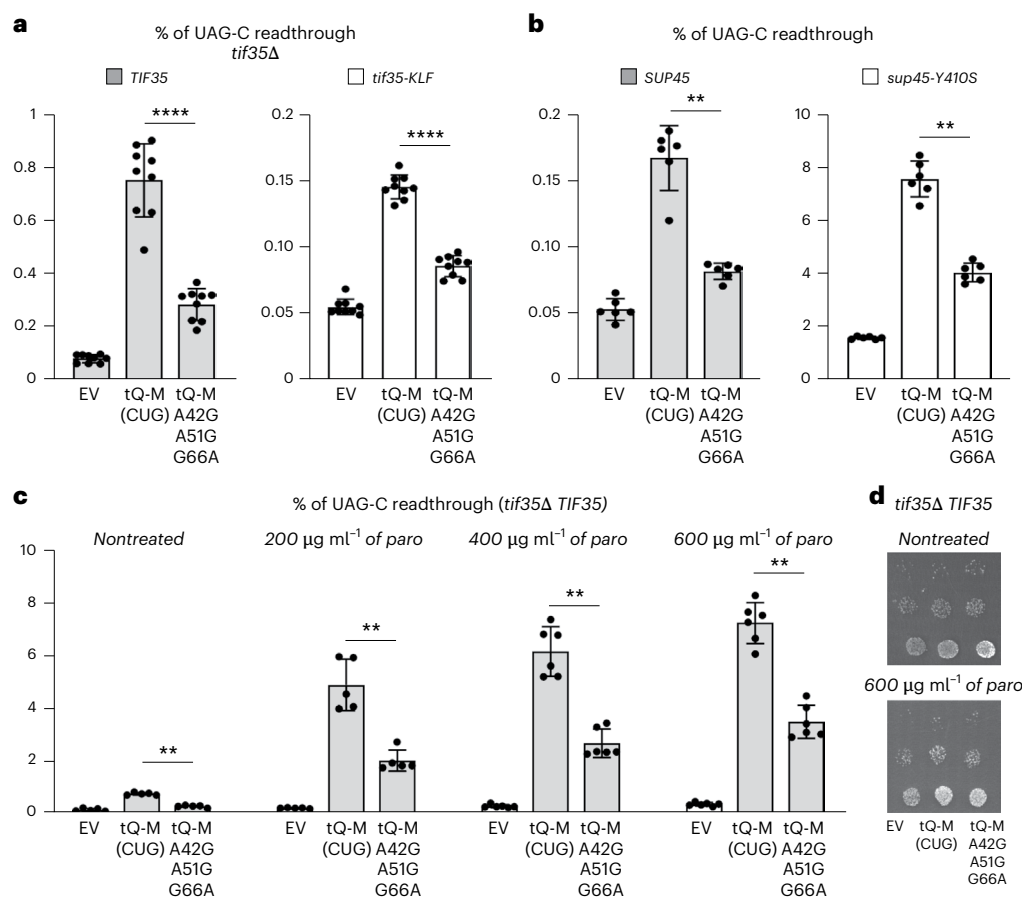 a
% of UAG-C readthrough
tif35Δ
TIF35
tif35-KLF
****
****
1
0.8
0.6
0.4
0.2
0
0.2
0.15
0.10
0.05
0
EV
tQ-M
(CUG)
tQ-M
A42G
A51G
G66A
EV
tQ-M
(CUG)
tQ-M
A42G
A51G
G66A
b
% of UAG-C readthrough
SUP45
sup45-Y410S
**
**
0.2
0.15
0.10
0.05
0
10
8
6
4
2
0
EV
tQ-M
(CUG)
tQ-M
A42G
A51G
G66A
EV
tQ-M
(CUG)
tQ-M
A42G
A51G
G66A
c
% of UAG-C readthrough (tif35Δ TIF35)
Nontreated
200 µg ml⁻¹ of paro
400 µg ml⁻¹ of paro
600 µg ml⁻¹ of paro
10
8
6
4
2
0
**
**
**
**
EV
tQ-M
(CUG)
tQ-M
A42G
A51G
G66A
EV
tQ-M
(CUG)
tQ-M
A42G
A51G
G66A
EV
tQ-M
(CUG)
tQ-M
A42G
A51G
G66A
EV
tQ-M
(CUG)
tQ-M
A42G
A51G
G66A
d
tif35Δ TIF35
Nontreated
600 µg ml⁻¹ of paro
EV
tQ-M
(CUG)
tQ-M
A42G
A51G
G66A